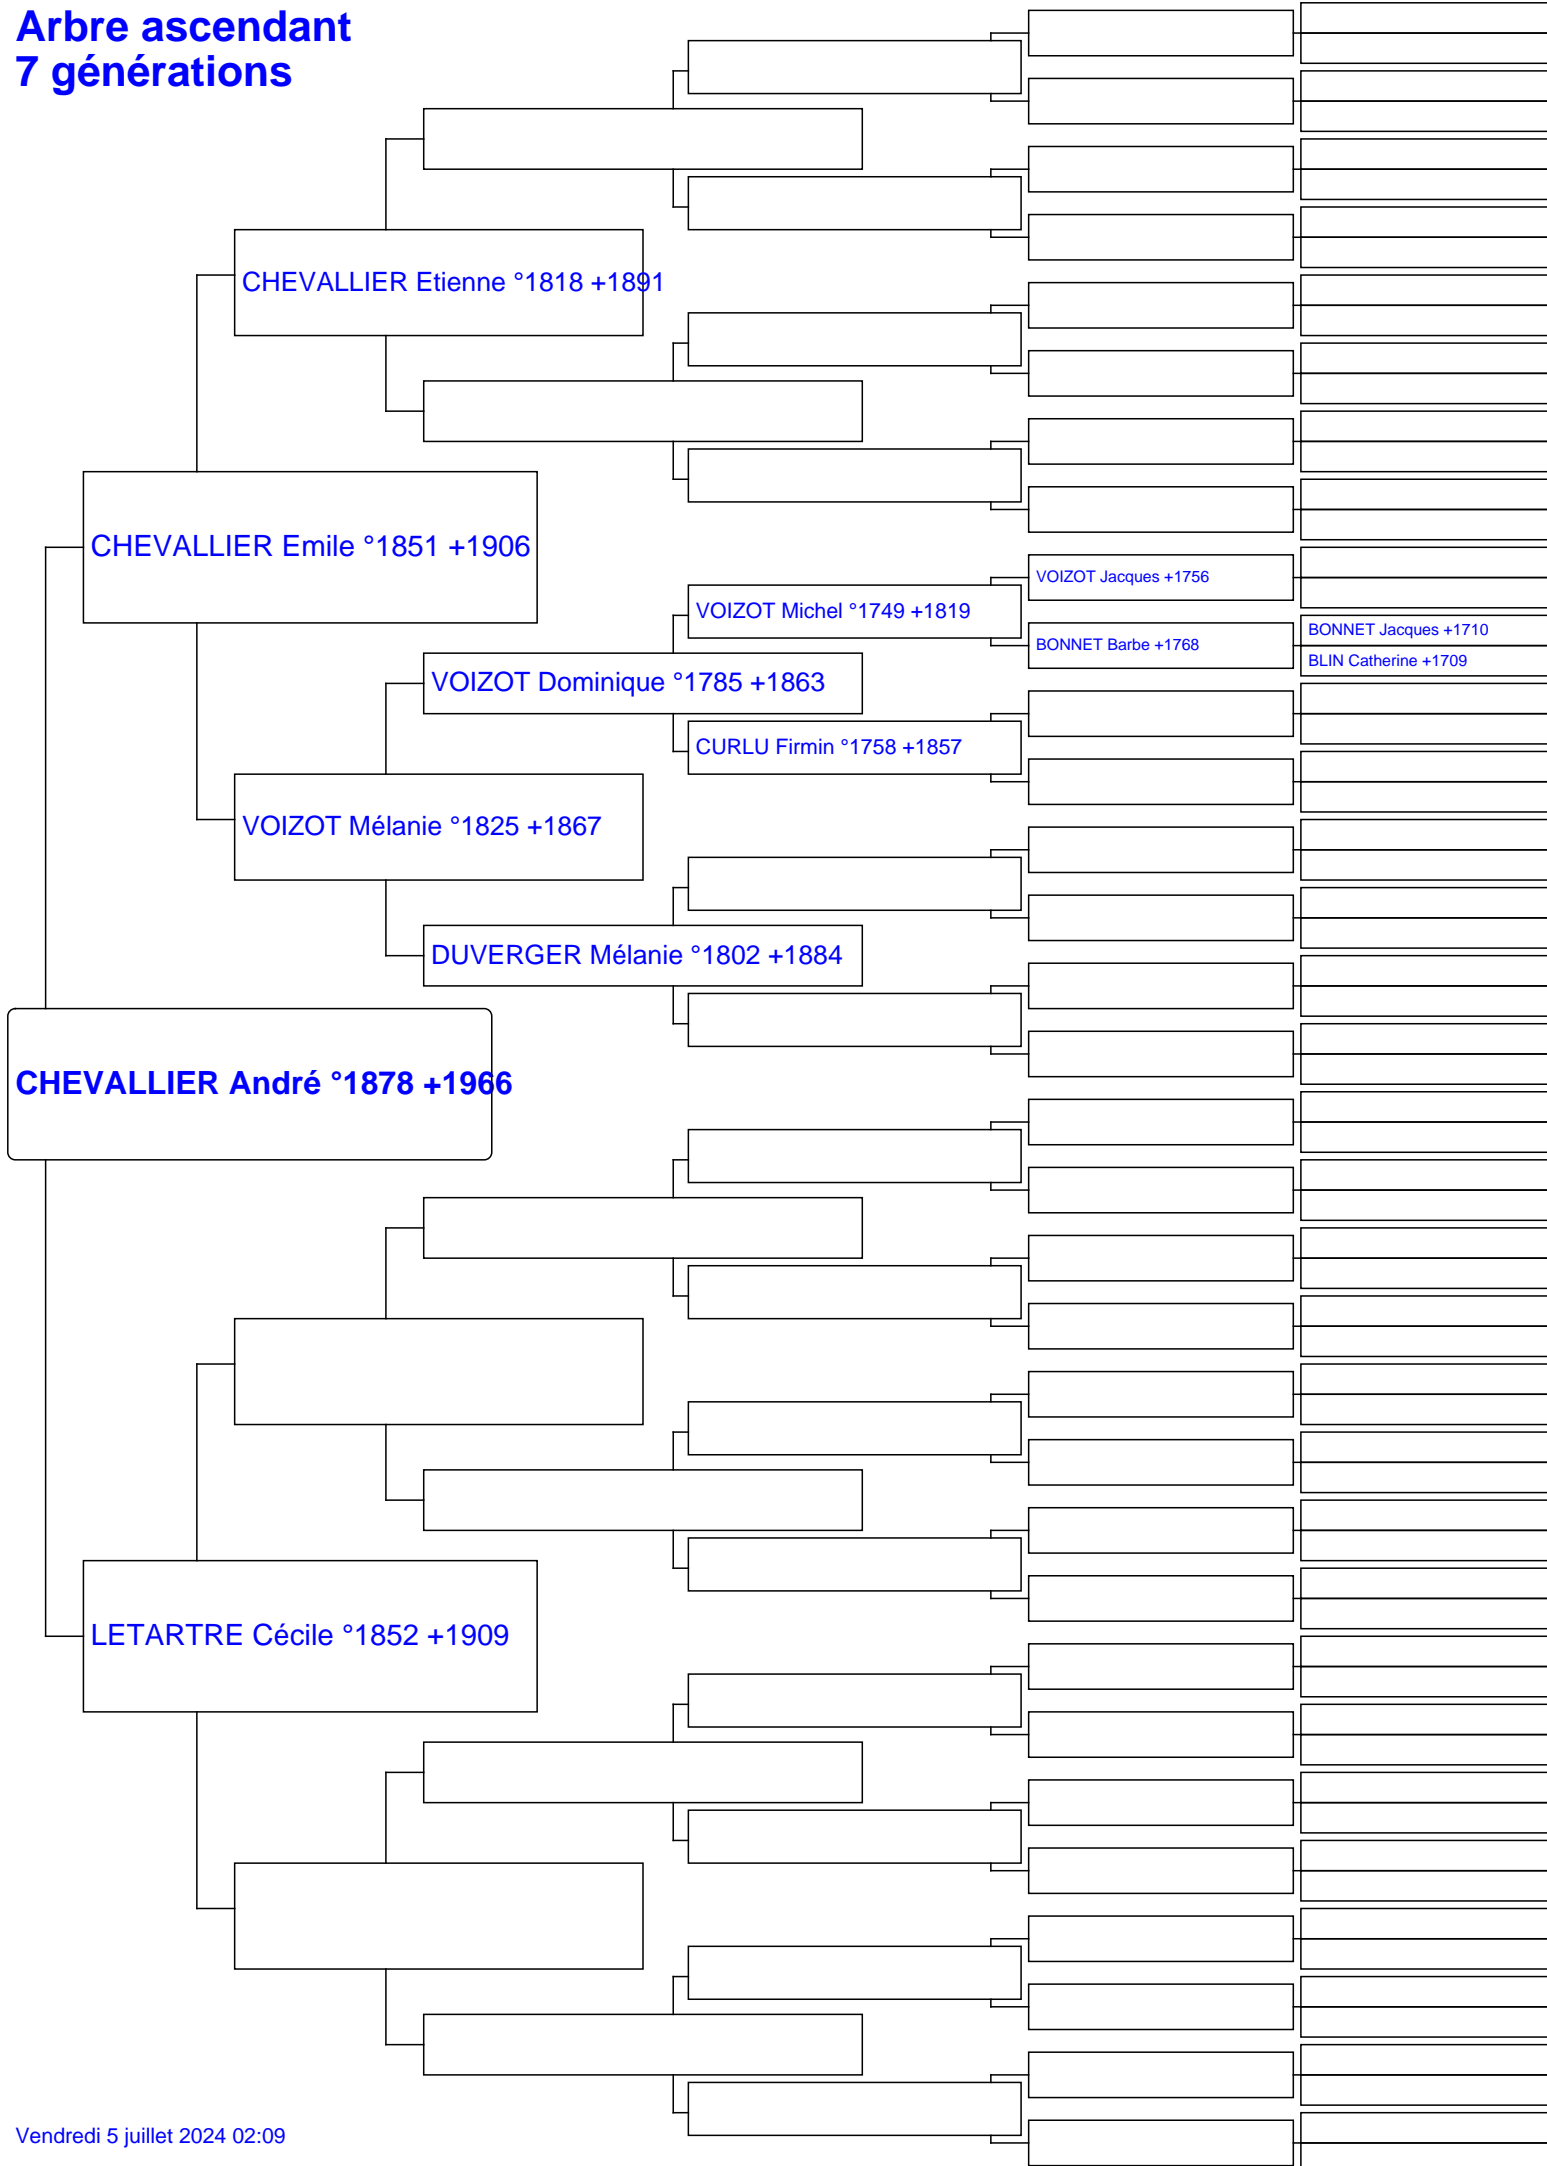 Arbre ascendant
7 générations
CHEVALLIER Etienne °1818 +1891
CHEVALLIER Emile °1851 +1906
VOIZOT Jacques +1756
VOIZOT Michel °1749 +1819
BONNET Jacques +1710
BONNET Barbe +1768
BLIN Catherine +1709
VOIZOT Dominique °1785 +1863
CURLU Firmin °1758 +1857
VOIZOT Mélanie °1825 +1867
DUVERGER Mélanie °1802 +1884
CHEVALLIER André °1878 +1966
LETARTRE Cécile °1852 +1909
Vendredi 5 juillet 2024 02:09